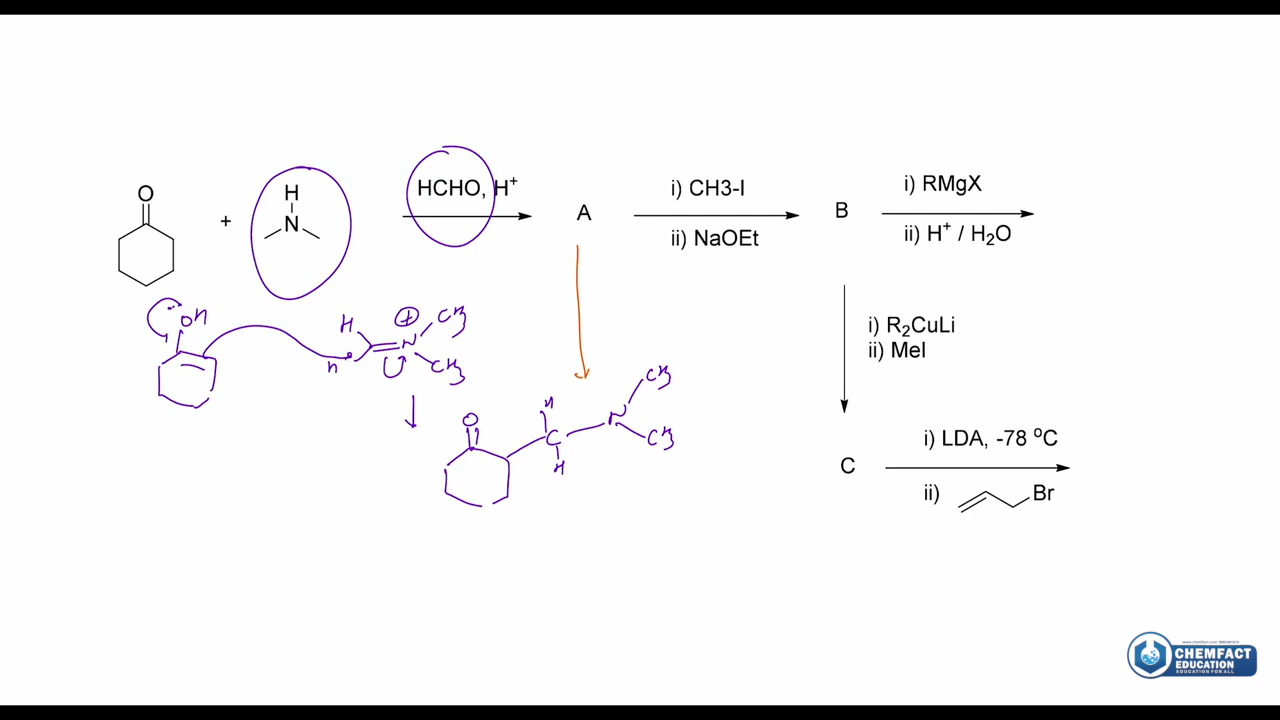 O
+
H
N
HCHO, H+
A
i) CH3-I
ii) NaOEt
B
i) RMgX
ii) H+ / H2O
OH
H
H
+
N
CH3
CH3
i) R2CuLi
ii) MeI
O
H
C
H
N
CH3
CH3
C
i) LDA, -78 oC
ii)
Br
CHEMFACT
EDUCATION
EDUCATION FOR ALL